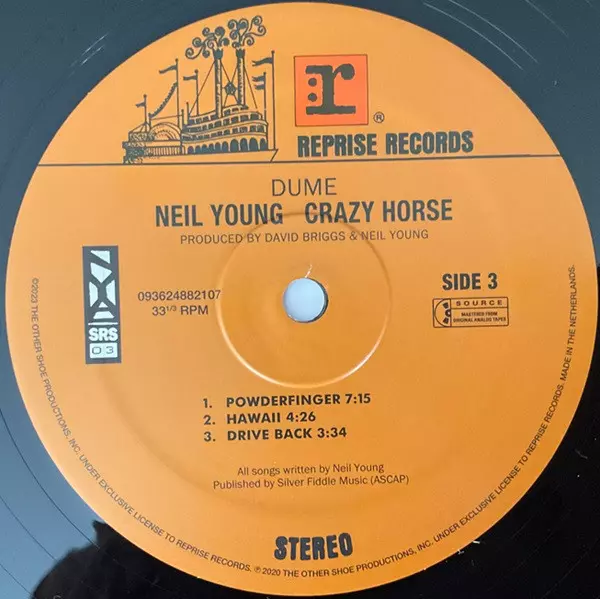 r
®
REPRISE RECORDS
DUME
NEIL YOUNG CRAZY HORSE
PRODUCED BY DAVID BRIGGS & NEIL YOUNG
NYA
SRS
03
093624882107
33 1/3 RPM
SIDE 3
SOURCE
MASTERED FROM
ORIGINAL ANALOG TAPES
1. POWDERFINGER 7:15
2. HAWAII 4:26
3. DRIVE BACK 3:34
All songs written by Neil Young
Published by Silver Fiddle Music (ASCAP)
STEREO
©2023 THE OTHER SHOE PRODUCTIONS, INC. UNDER EXCLUSIVE LICENSE TO REPRISE RECORDS. ℗ 2020 THE OTHER SHOE PRODUCTIONS, INC. UNDER EXCLUSIVE LICENSE TO REPRISE RECORDS. MADE IN THE NETHERLANDS.